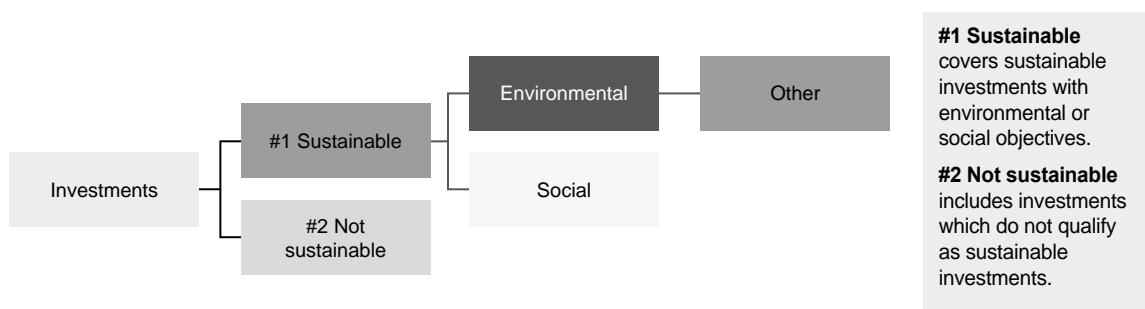 Investments
#1 Sustainable
#2 Not
sustainable
Environmental
Social
Other
#1 Sustainable
covers sustainable
investments with
environmental or
social objectives.
#2 Not sustainable
includes investments
which do not qualify
as sustainable
investments.